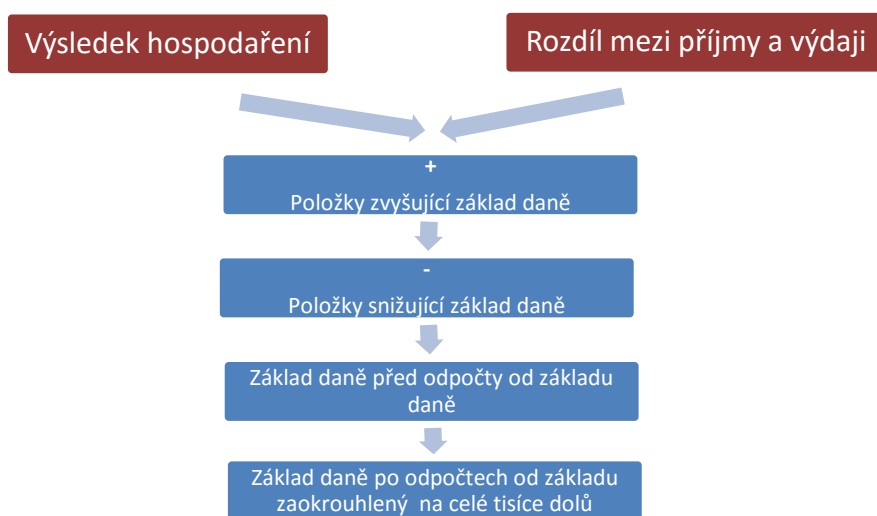 Výsledek hospodaření
Rozdíl mezi příjmy a výdaji
+
Položky zvyšující základ daně
-
Položky snižující základ daně
Základ daně před odpočty od základu
daně
Základ daně po odpočtech od základu
zaokrouhlený na celé tisíce dolů